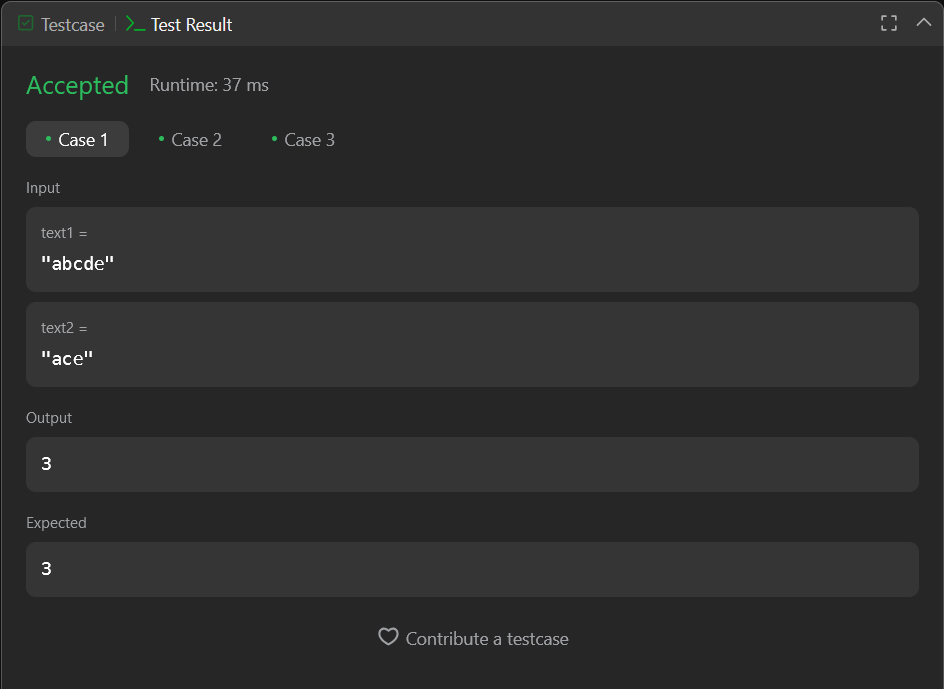 Testcase | >_ Test Result
Accepted Runtime: 37 ms
• Case 1 • Case 2 • Case 3
Input
text1 =
"abcde"
text2 =
"ace"
Output
3
Expected
3
Contribute a testcase